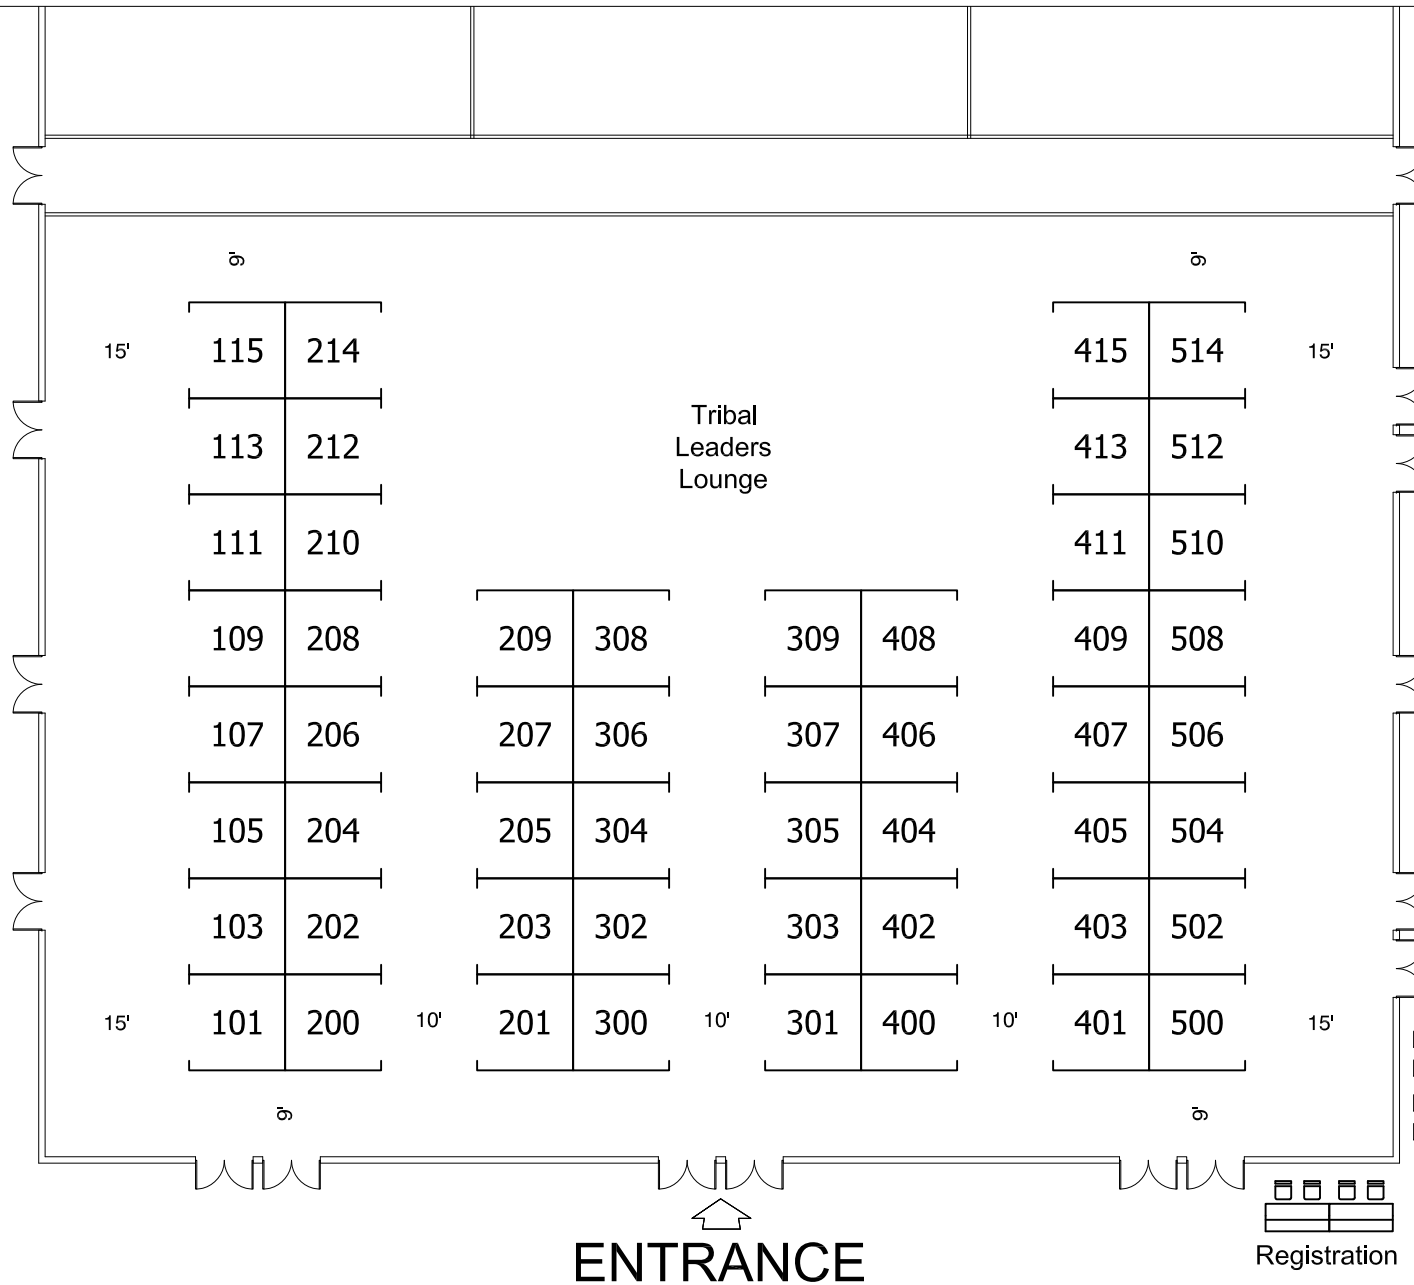 9' 9'
15' 115 214 415 514 15'
Tribal
Leaders
Lounge
113 212 413 512
111 210 411 510
109 208 209 308 309 408 409 508
107 206 207 306 307 406 407 506
105 204 205 304 305 404 405 504
103 202 203 302 303 402 403 502
15' 101 200 10' 201 300 10' 301 400 10' 401 500 15'
9' 9'
ENTRANCE
Registration